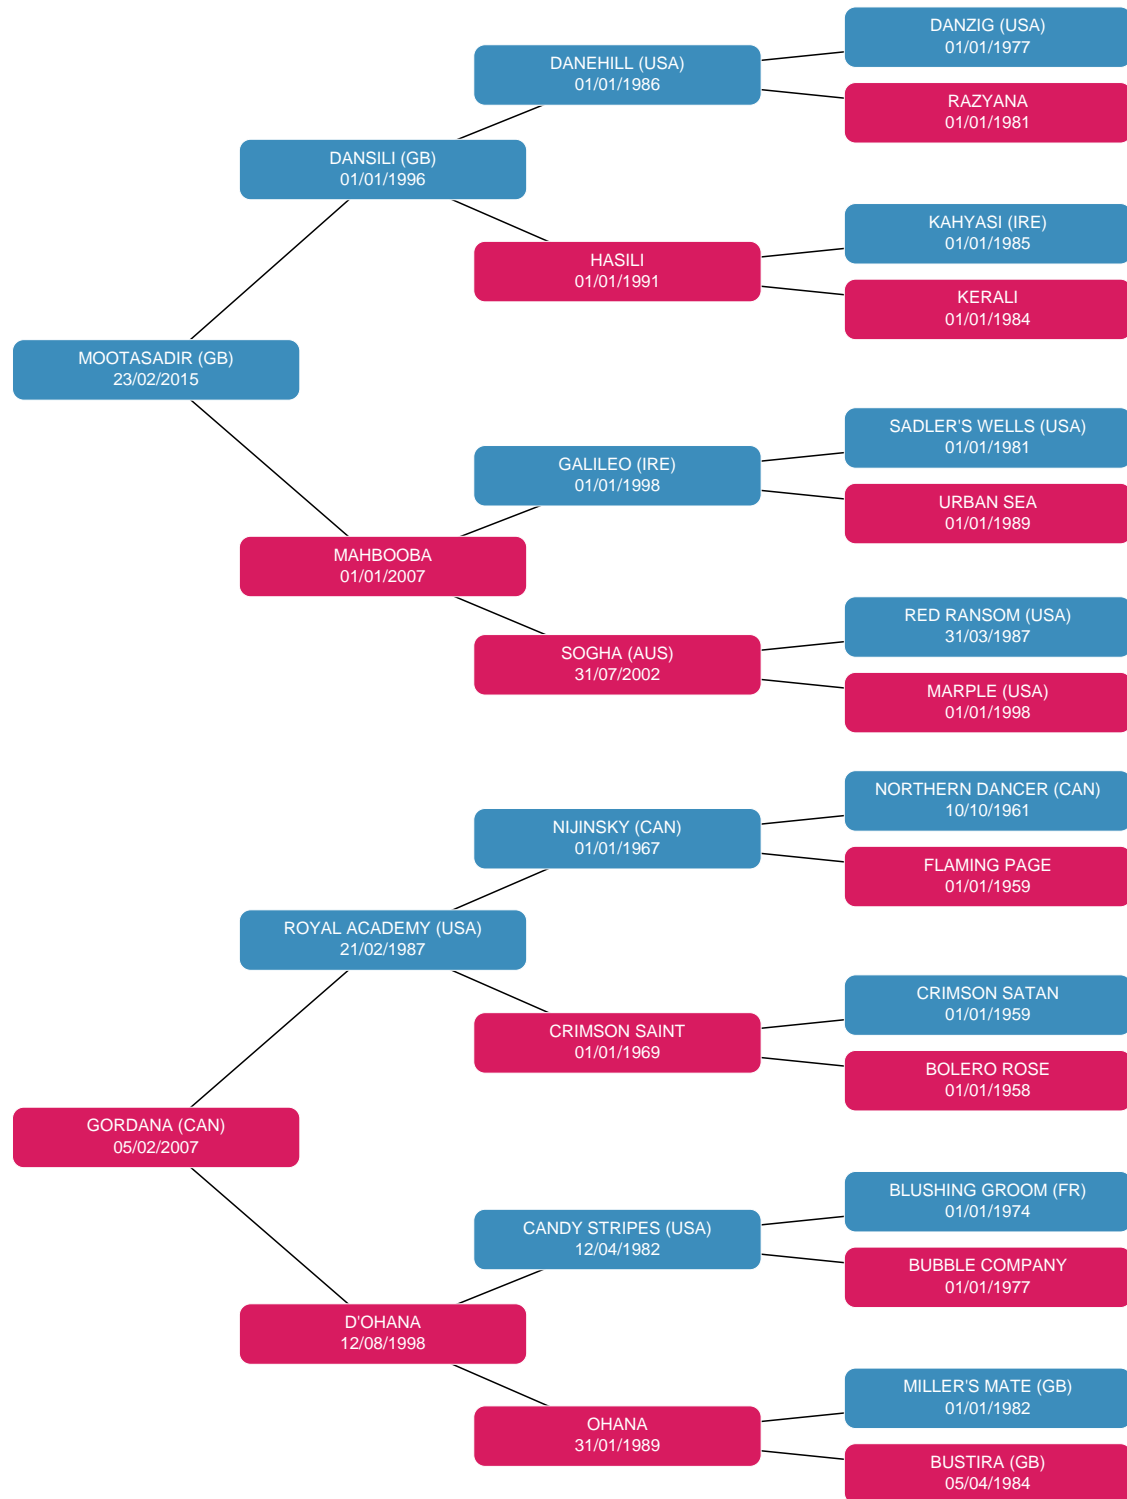 DANZIG (USA)
01/01/1977
DANEHILL (USA)
01/01/1986
RAZYANA
01/01/1981
DANSILI (GB)
01/01/1996
KAHYASI (IRE)
01/01/1985
HASILI
01/01/1991
KERALI
01/01/1984
MOOTASADIR (GB)
23/02/2015
SADLER'S WELLS (USA)
01/01/1981
GALILEO (IRE)
01/01/1998
URBAN SEA
01/01/1989
MAHBOOBA
01/01/2007
RED RANSOM (USA)
31/03/1987
SOGHA (AUS)
31/07/2002
MARPLE (USA)
01/01/1998
NORTHERN DANCER (CAN)
10/10/1961
NIJINSKY (CAN)
01/01/1967
FLAMING PAGE
01/01/1959
ROYAL ACADEMY (USA)
21/02/1987
CRIMSON SATAN
01/01/1959
CRIMSON SAINT
01/01/1969
BOLERO ROSE
01/01/1958
GORDANA (CAN)
05/02/2007
BLUSHING GROOM (FR)
01/01/1974
CANDY STRIPES (USA)
12/04/1982
BUBBLE COMPANY
01/01/1977
D'OHANA
12/08/1998
MILLER'S MATE (GB)
01/01/1982
OHANA
31/01/1989
BUSTIRA (GB)
05/04/1984